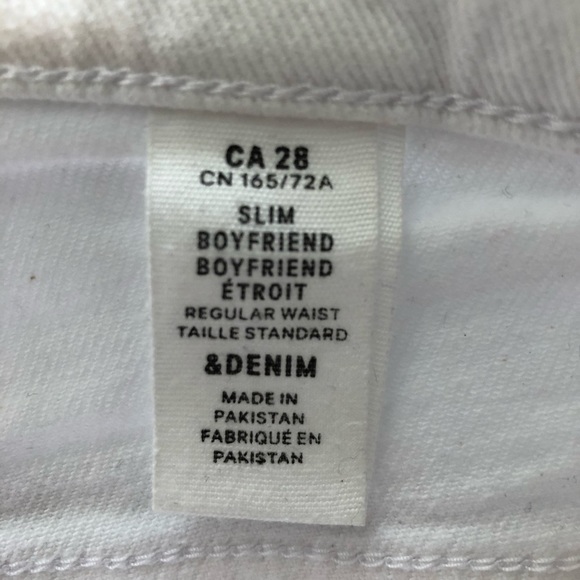 CA 28
CN 165/72A
SLIM
BOYFRIEND
BOYFRIEND
ÉTROIT
REGULAR WAIST
TAILLE STANDARD
&DENIM
MADE IN
PAKISTAN
FABRIQUÉ EN
PAKISTAN